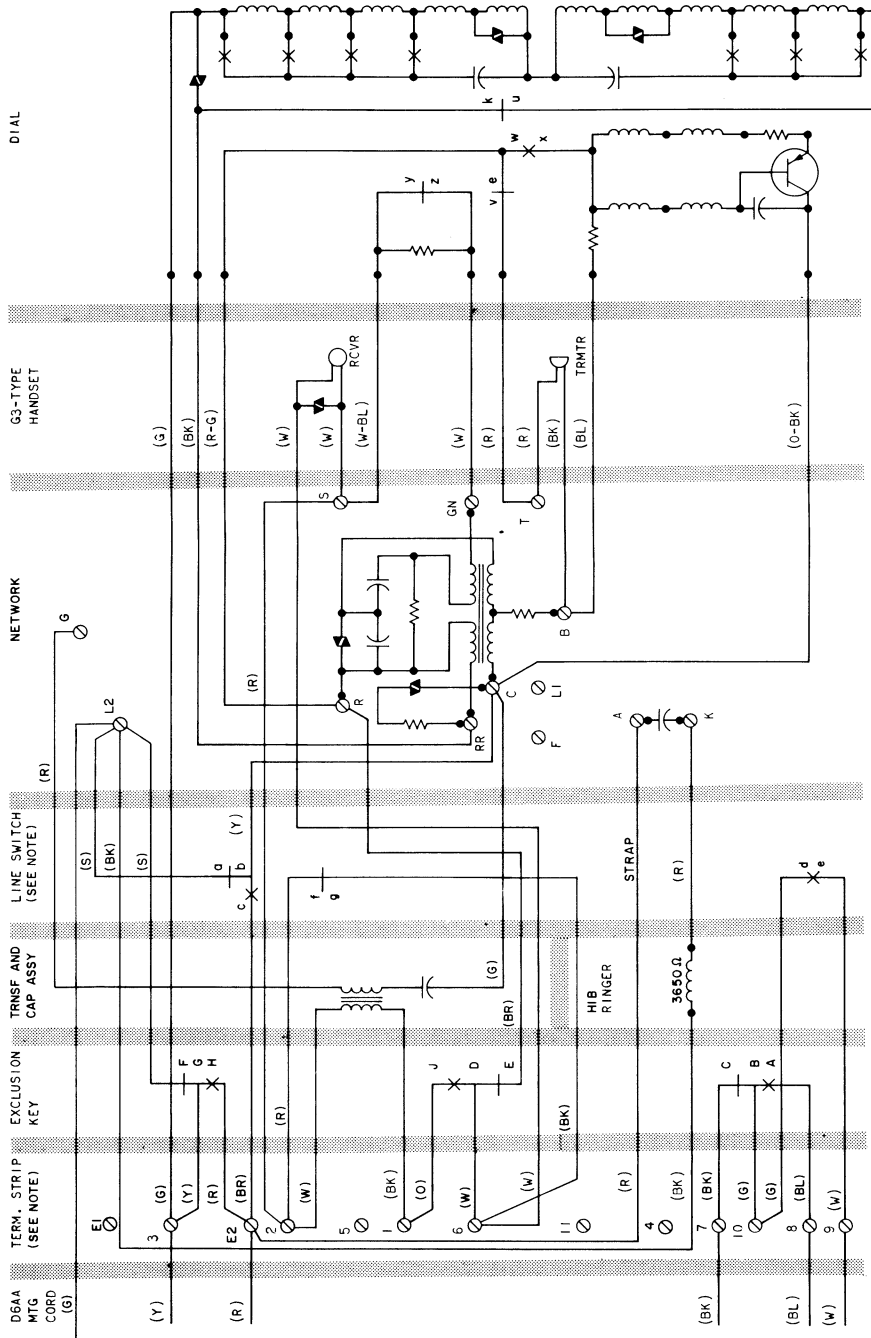 DIAL
k
u
w
x
y
z
v
e
G3-TYPE
HANDSET
(G)
(BK)
(R-G)
(W)
(W)
(W-BL)
(W)
(R)
(R)
(BK)
(BL)
(O-BK)
RCVR
TRMTR
NETWORK
G
L2
(R)
(R)
S
GN
T
R
RR
C
B
F
L1
A
K
LINE SWITCH
(SEE NOTE)
(S)
(BK)
(S)
a
b
c
(Y)
f
g
STRAP
(R)
d
e
TRNSF AND
CAP ASSY
(G)
(BR)
HIB
RINGER
3650Ω
EXCLUSION
KEY
F
G
H
(R)
J
D
E
(BK)
C
B
A
TERM. STRIP
(SEE NOTE)
E1
3
(G)
(Y)
(R)
E2
(BR)
2
(W)
5
1
(BK)
(O)
6
(W)
(W)
11
(R)
4
(BK)
7
(BK)
10
(G)
(G)
8
(BL)
9
(W)
D6AA
MTG
CORD
(G)
(Y)
(R)
(BK)
(BL)
(W)